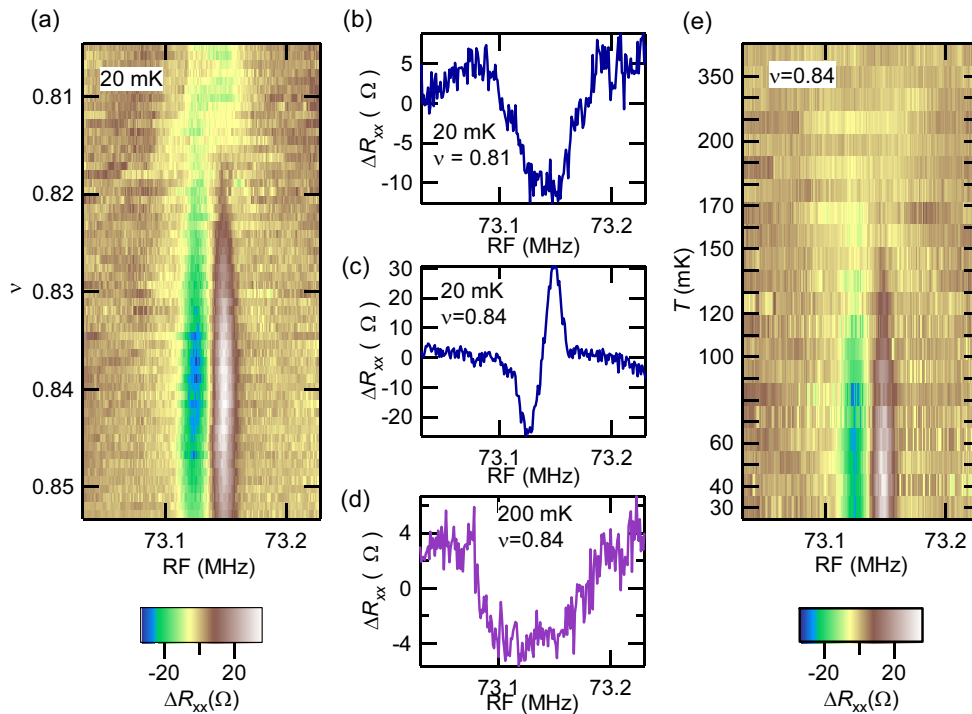 (a)
20 mK
0.81
0.82
0.83
0.84
0.85
ν
73.1
73.2
RF (MHz)
-20
20
ΔRxx(Ω)
(b)
5
0
-5
-10
ΔRxx ( Ω)
20 mK
ν = 0.81
73.1
73.2
RF (MHz)
(c)
30
20
10
0
-10
-20
ΔRxx ( Ω)
20 mK
ν=0.84
73.1
73.2
RF (MHz)
(d)
4
0
-4
ΔRxx ( Ω)
200 mK
ν=0.84
73.1
73.2
RF (MHz)
(e)
ν=0.84
350
200
170
150
120
100
60
40
30
T (mK)
73.1
73.2
RF (MHz)
-20
20
ΔRxx(Ω)